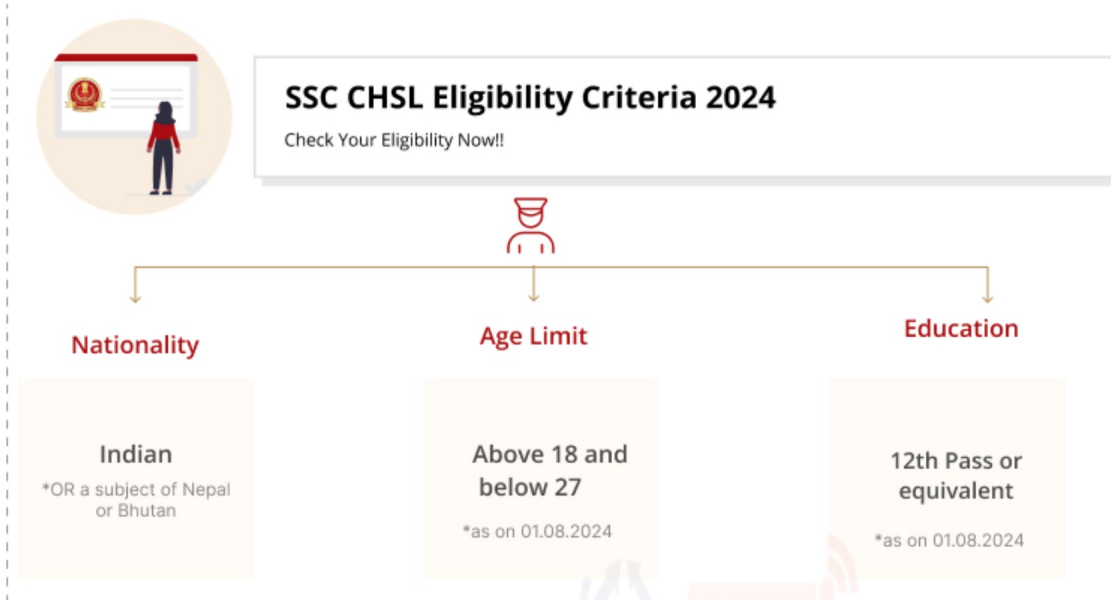 SSC CHSL Eligibility Criteria 2024
Check Your Eligibility Now!!
Nationality
Age Limit
Education
Indian
*OR a subject of Nepal
or Bhutan
Above 18 and
below 27
*as on 01.08.2024
12th Pass or
equivalent
*as on 01.08.2024